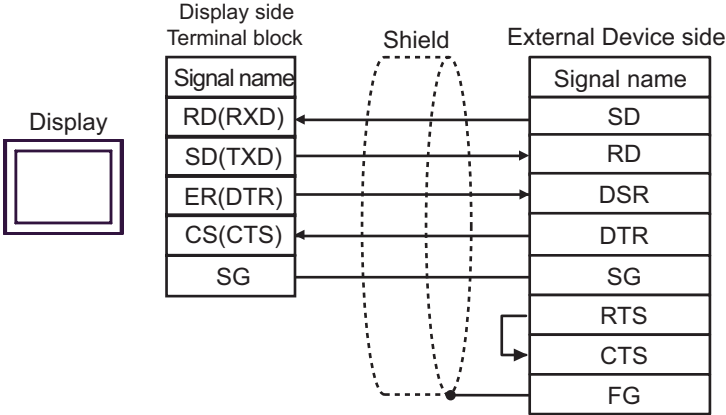 Display side
Terminal block
Shield
External Device side
Display
Signal name
RD(RXD)
SD(TXD)
ER(DTR)
CS(CTS)
SG
Signal name
SD
RD
DSR
DTR
SG
RTS
CTS
FG